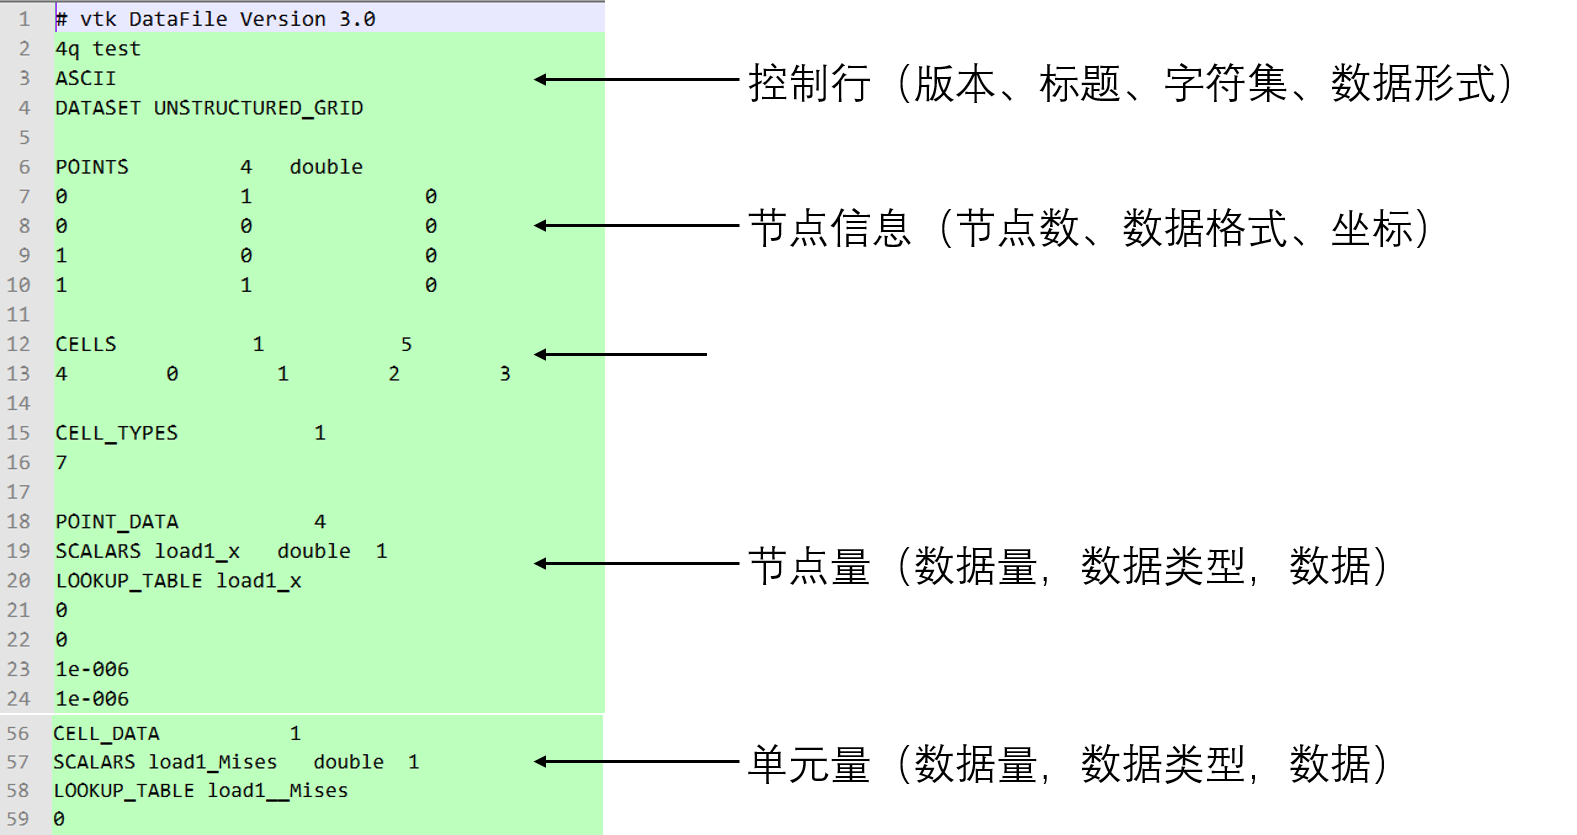 1 # vtk DataFile Version 3.0
2 4q test
3 ASCII
控制行（版本、标题、字符集、数据形式）
4 DATASET UNSTRUCTURED_GRID
5
6 POINTS 4 double
7 0 1 0
8 0 0 0
节点信息（节点数、数据格式、坐标）
9 1 0 0
10 1 1 0
11
12 CELLS 1 5
13 4 0 1 2 3
14
15 CELL_TYPES 1
16 7
17
18 POINT_DATA 4
19 SCALARS load1_x double 1
节点量（数据量，数据类型，数据）
20 LOOKUP_TABLE load1_x
21 0
22 0
23 1e-006
24 1e-006
56 CELL_DATA 1
57 SCALARS load1_Mises double 1
单元量（数据量，数据类型，数据）
58 LOOKUP_TABLE load1__Mises
59 0